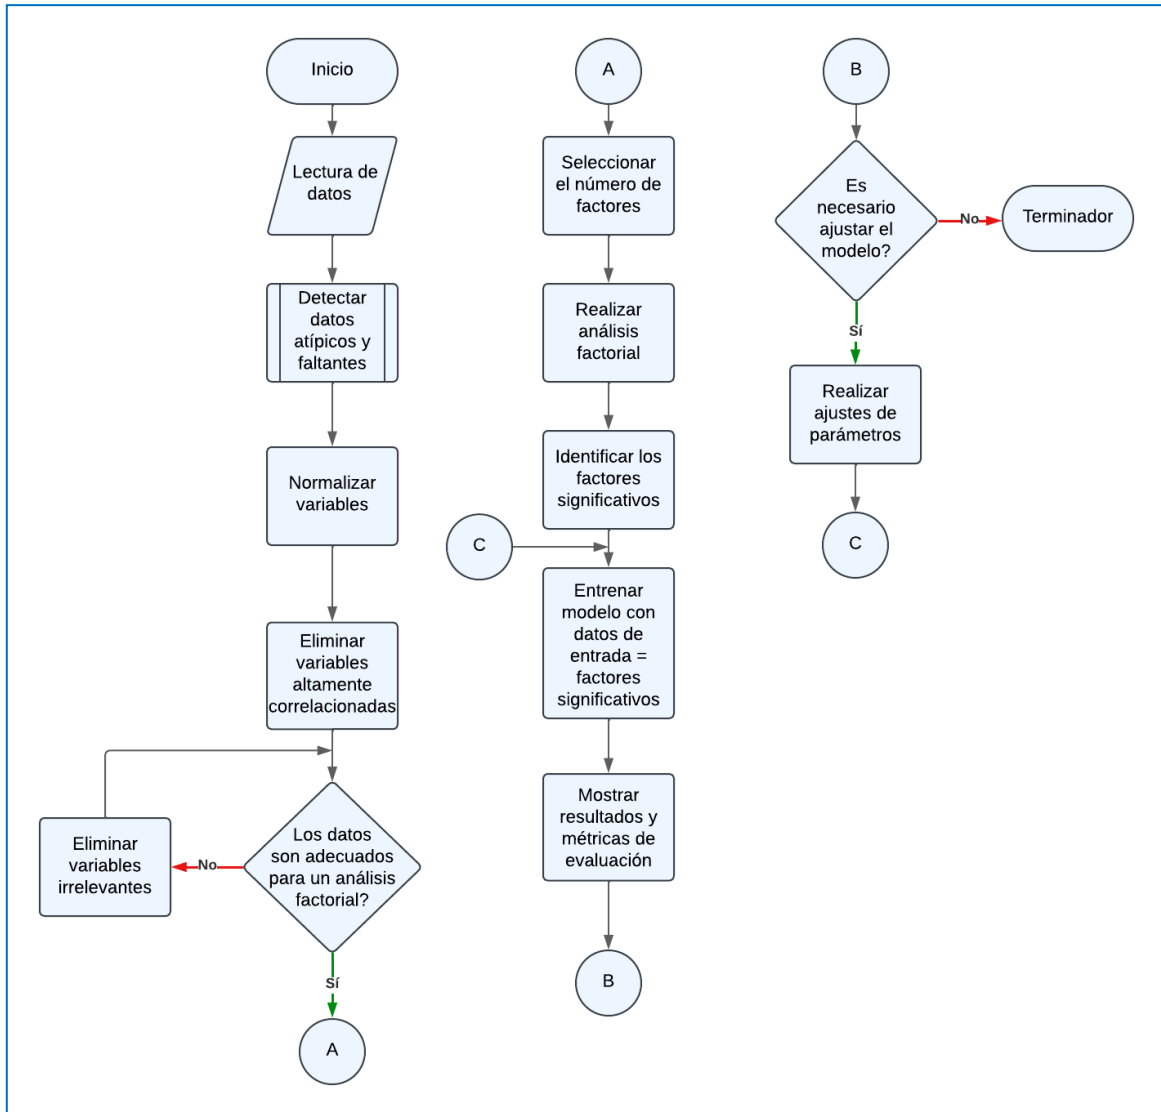 Inicio
Lectura de
datos
Detectar
datos
atípicos y
faltantes
Normalizar
variables
Eliminar
variables
altamente
correlacionadas
Los datos
son adecuados
para un análisis
factorial?
No
Eliminar
variables
irrelevantes
Sí
A
A
Seleccionar
el número de
factores
Realizar
análisis
factorial
Identificar los
factores
significativos
C
Entrenar
modelo con
datos de
entrada =
factores
significativos
Mostrar
resultados y
métricas de
evaluación
B
B
Es
necesario
ajustar el
modelo?
No
Terminador
Sí
Realizar
ajustes de
parámetros
C